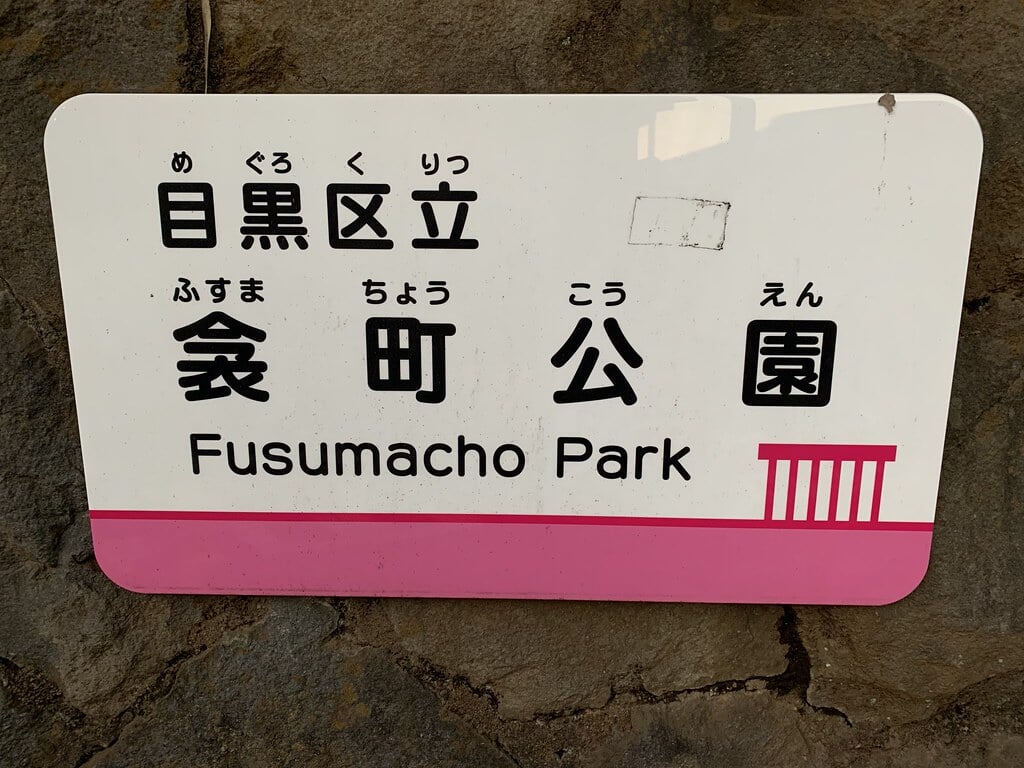 め ぐろ く りつ
目黒区立
ふすま ちょう こう えん
衾町公園
Fusumacho Park